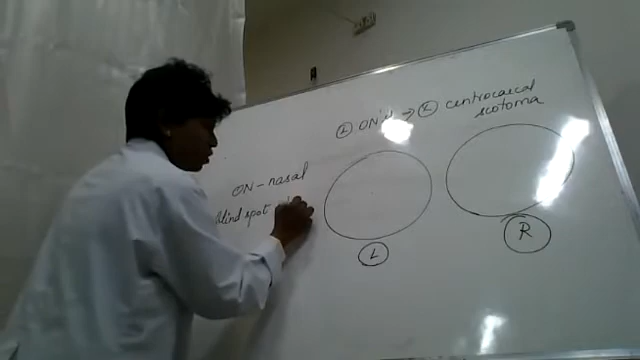 Ⓛ ON'n → Ⓛ centrocaecal
scotoma
ON - nasal
blind spot -
L
R